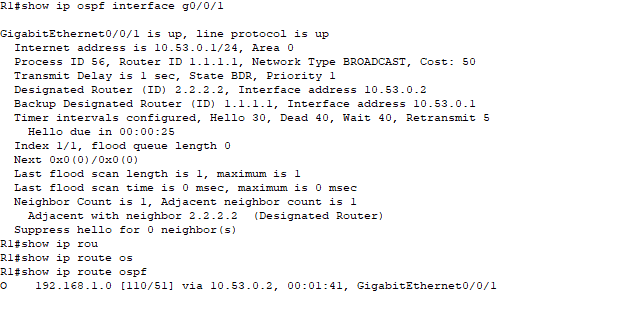 R1#show ip ospf interface g0/0/1
GigabitEthernet0/0/1 is up, line protocol is up
Internet address is 10.53.0.1/24, Area 0
Process ID 56, Router ID 1.1.1.1, Network Type BROADCAST, Cost: 50
Transmit Delay is 1 sec, State BDR, Priority 1
Designated Router (ID) 2.2.2.2, Interface address 10.53.0.2
Backup Designated Router (ID) 1.1.1.1, Interface address 10.53.0.1
Timer intervals configured, Hello 30, Dead 40, Wait 40, Retransmit 5
Hello due in 00:00:25
Index 1/1, flood queue length 0
Next 0x0(0)/0x0(0)
Last flood scan length is 1, maximum is 1
Last flood scan time is 0 msec, maximum is 0 msec
Neighbor Count is 1, Adjacent neighbor count is 1
Adjacent with neighbor 2.2.2.2 (Designated Router)
Suppress hello for 0 neighbor(s)
R1#show ip rou
R1#show ip route os
R1#show ip route ospf
O 192.168.1.0 [110/51] via 10.53.0.2, 00:01:41, GigabitEthernet0/0/1